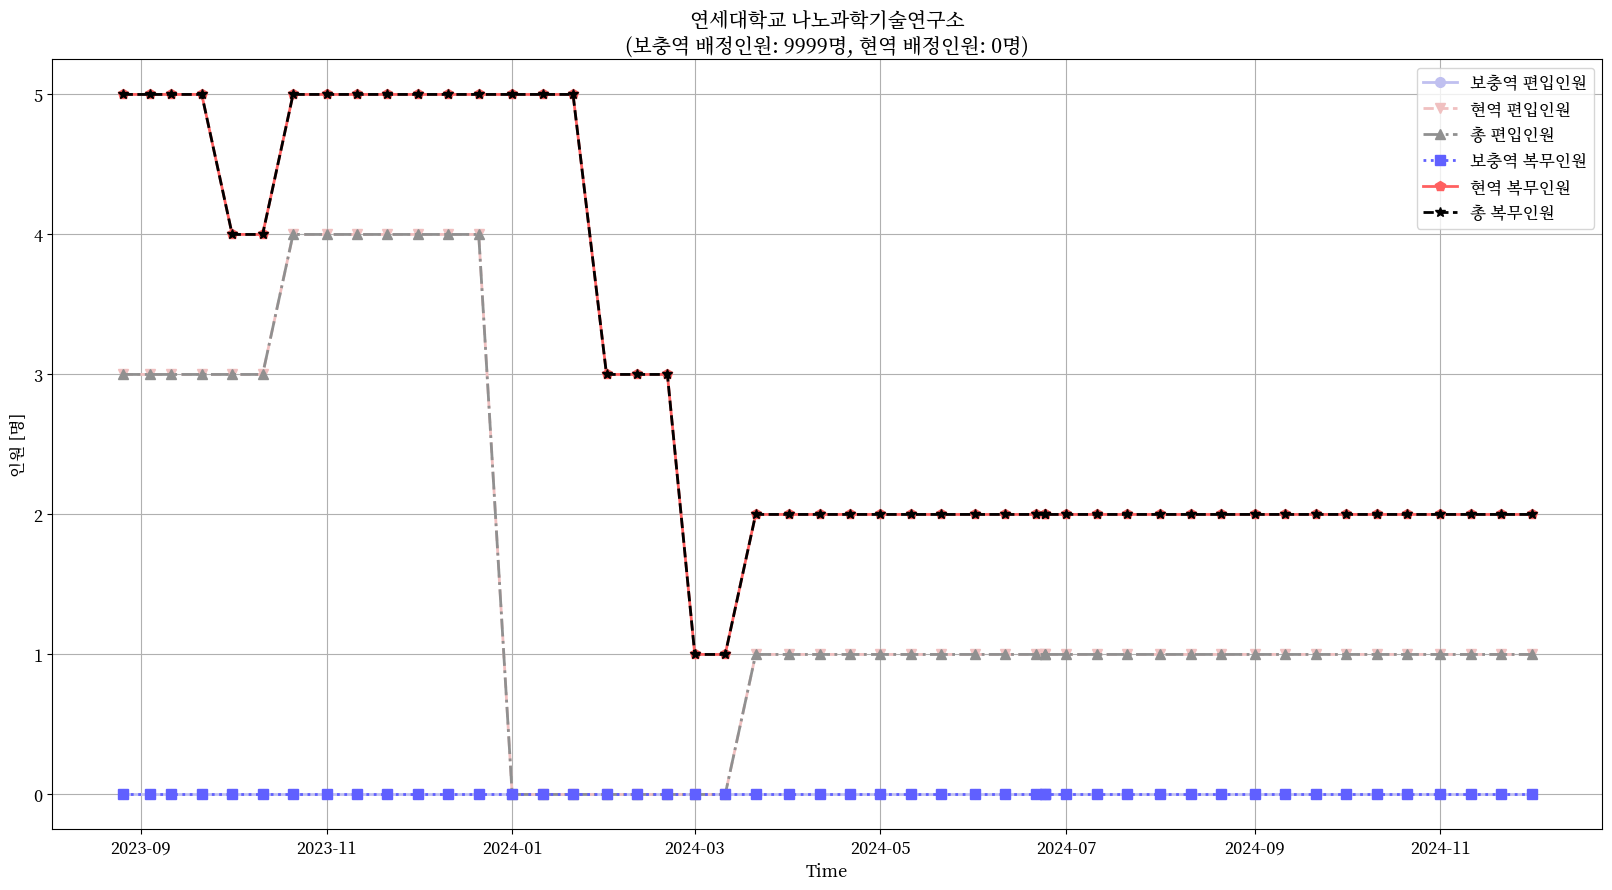 연세대학교 나노과학기술연구소
(보충역 배정인원: 9999명, 현역 배정인원: 0명)
보충역 편입인원
현역 편입인원
총 편입인원
보충역 복무인원
현역 복무인원
총 복무인원
인원 [명]
5
4
3
2
1
0
2023-09
2023-11
2024-01
2024-03
2024-05
2024-07
2024-09
2024-11
Time